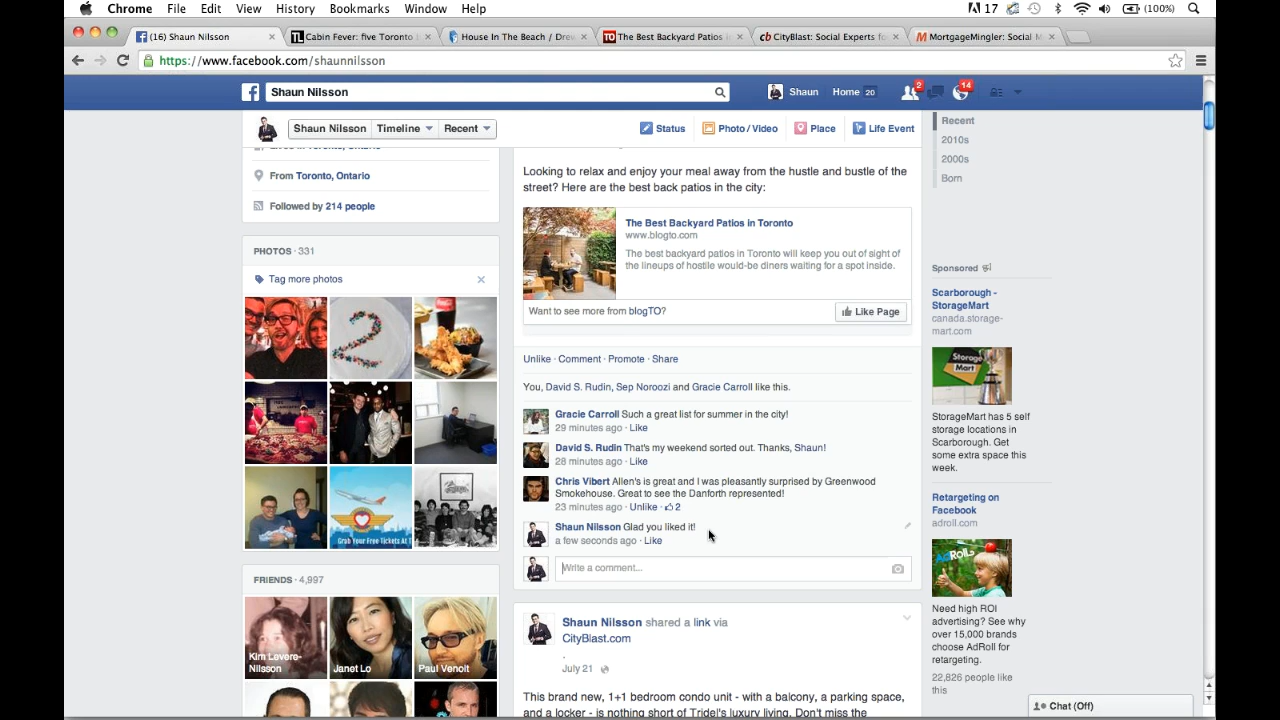 Chrome File Edit View History Bookmarks Window Help 17 (100%)
(16) Shaun Nilsson × Cabin Fever: five Toronto × House In The Beach / Drew × The Best Backyard Patios i × CityBlast: Social Experts fo × MortgageMingler: Social M ×
https://www.facebook.com/shaunnilsson
Shaun Nilsson Shaun Home 20 2 14
Shaun Nilsson Timeline Recent Status Photo / Video Place Life Event
From Toronto, Ontario
Followed by 214 people
PHOTOS · 331
Tag more photos
Grab Your Free Tickets At T
FRIENDS · 4,997
Kim Levere-
Nilsson
Janet Lo
Paul Venoit
Looking to relax and enjoy your meal away from the hustle and bustle of the
street? Here are the best back patios in the city:
The Best Backyard Patios in Toronto
www.blogto.com
The best backyard patios in Toronto will keep you out of sight of
the lineups of hostile would-be diners waiting for a spot inside.
Want to see more from blogTO? Like Page
Unlike · Comment · Promote · Share
You, David S. Rudin, Sep Noroozi and Gracie Carroll like this.
Gracie Carroll Such a great list for summer in the city!
29 minutes ago · Like
David S. Rudin That's my weekend sorted out. Thanks, Shaun!
28 minutes ago · Like
Chris Vibert Allen's is great and I was pleasantly surprised by Greenwood
Smokehouse. Great to see the Danforth represented!
23 minutes ago · Unlike · 2
Shaun Nilsson Glad you liked it!
a few seconds ago · Like
Write a comment...
Shaun Nilsson shared a link via
CityBlast.com
.
July 21
This brand new, 1+1 bedroom condo unit - with a balcony, a parking space,
and a locker - is nothing short of Tridel's luxury living. Don't miss the
Recent
2010s
2000s
Born
Sponsored
Scarborough -
StorageMart
canada.storage-
mart.com
Storage
Mart
StorageMart has 5 self
storage locations in
Scarborough. Get
some extra space this
week.
Retargeting on
Facebook
adroll.com
AdRoll
Need high ROI
advertising? See why
over 15,000 brands
choose AdRoll for
retargeting.
22,826 people like
this
Chat (Off)